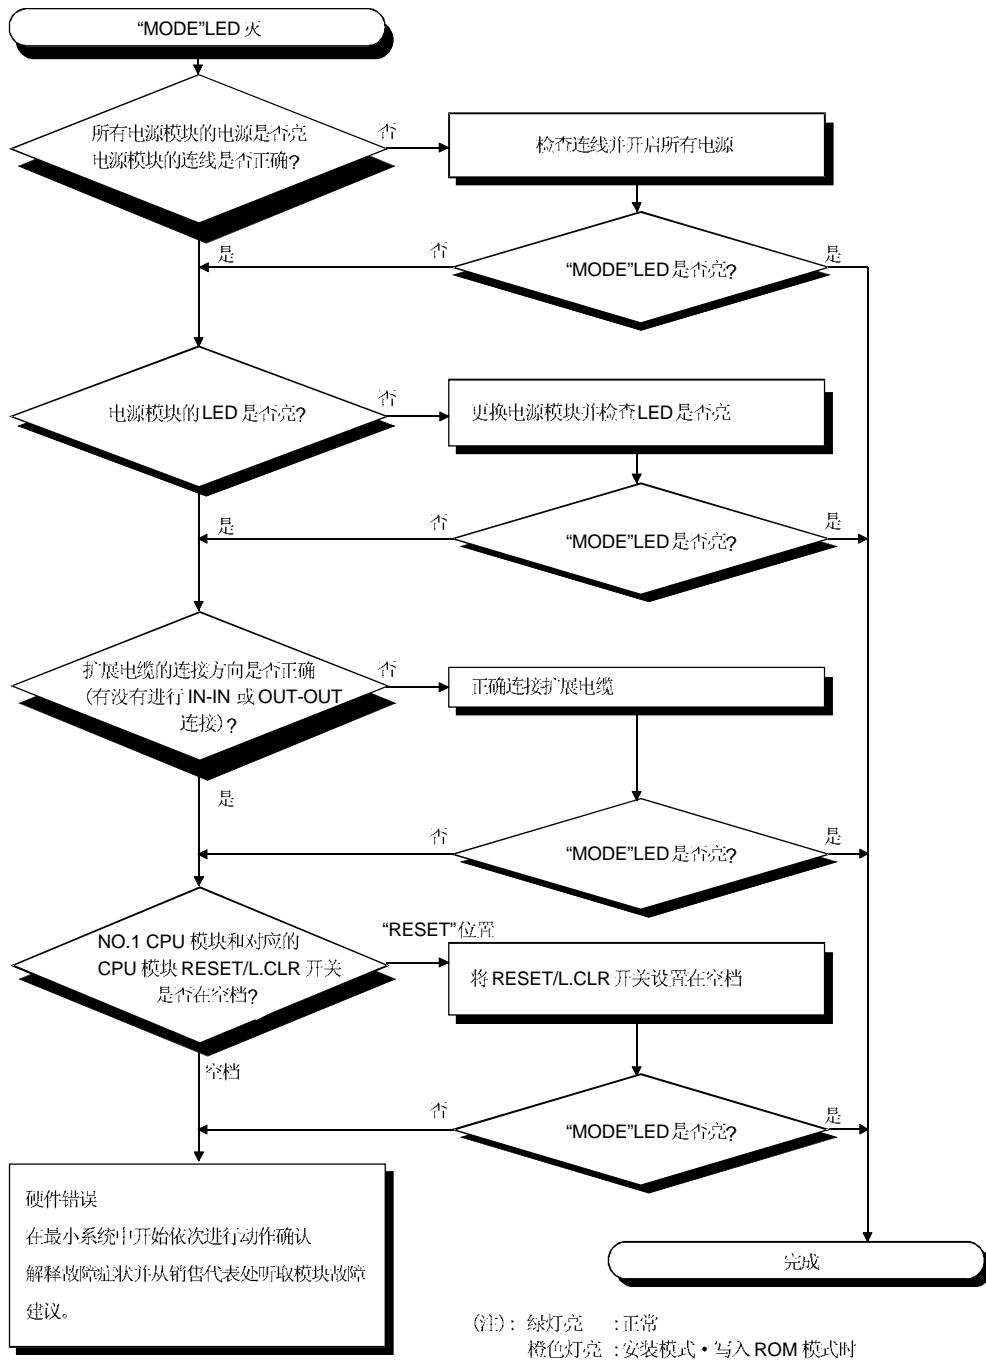 “MODE”LED 灭
所有电源模块的电源是否亮
电源模块的连线是否正确?
否
检查连线并开启所有电源
是
否
“MODE”LED 是否亮?
是
电源模块的 LED 是否亮?
否
更换电源模块并检查LED是否亮
是
否
“MODE”LED 是否亮?
是
扩展电缆的连接方向是否正确
(有没有进行 IN-IN 或 OUT-OUT
连接)?
否
正确连接扩展电缆
是
否
“MODE”LED 是否亮?
是
NO.1 CPU 模块和对应的
CPU 模块 RESET/L.CLR 开关
是否在空档?
“RESET”位置
将 RESET/L.CLR 开关设置在空档
空档
否
“MODE”LED 是否亮?
是
硬件错误
在最小系统中开始依次进行动作确认
解释故障症状并从销售代表处听取模块故障
建议。
完成
(注): 绿灯亮 :正常
橙色灯亮 :安装模式・写入 ROM 模式时